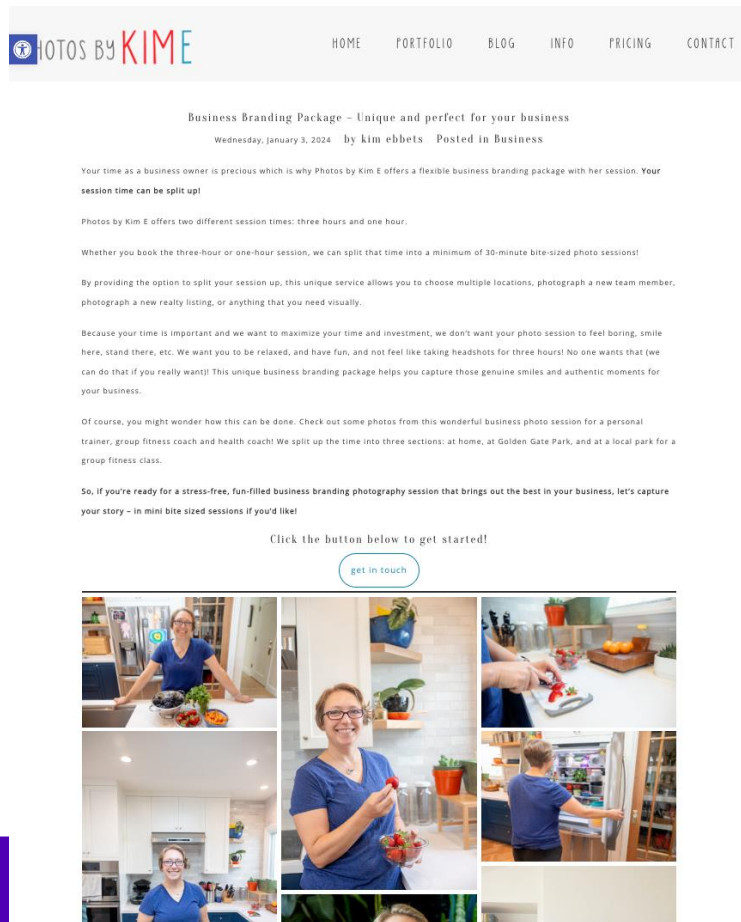 HOTOS BY KIM E
HOME PORTFOLIO BLOG INFO PRICING CONTACT
Business Branding Package – Unique and perfect for your business
Wednesday, January 3, 2024 by kim ebbets Posted in Business
Your time as a business owner is precious which is why Photos by Kim E offers a flexible business branding package with her session. Your
session time can be split up!
Photos by Kim E offers two different session times: three hours and one hour.
Whether you book the three-hour or one-hour session, we can split that time into a minimum of 30-minute bite-sized photo sessions!
By providing the option to split your session up, this unique service allows you to choose multiple locations, photograph a new team member,
photograph a new realty listing, or anything that you need visually.
Because your time is important and we want to maximize your time and investment, we don't want your photo session to feel boring, smile
here, stand there, etc. We want you to be relaxed, and have fun, and not feel like taking headshots for three hours! No one wants that (we
can do that if you really want)! This unique business branding package helps you capture those genuine smiles and authentic moments for
your business.
Of course, you might wonder how this can be done. Check out some photos from this wonderful business photo session for a personal
trainer, group fitness coach and health coach! We split up the time into three sections: at home, at Golden Gate Park, and at a local park for a
group fitness class.
So, if you're ready for a stress-free, fun-filled business branding photography session that brings out the best in your business, let's capture
your story – in mini bite sized sessions if you'd like!
Click the button below to get started!
get in touch